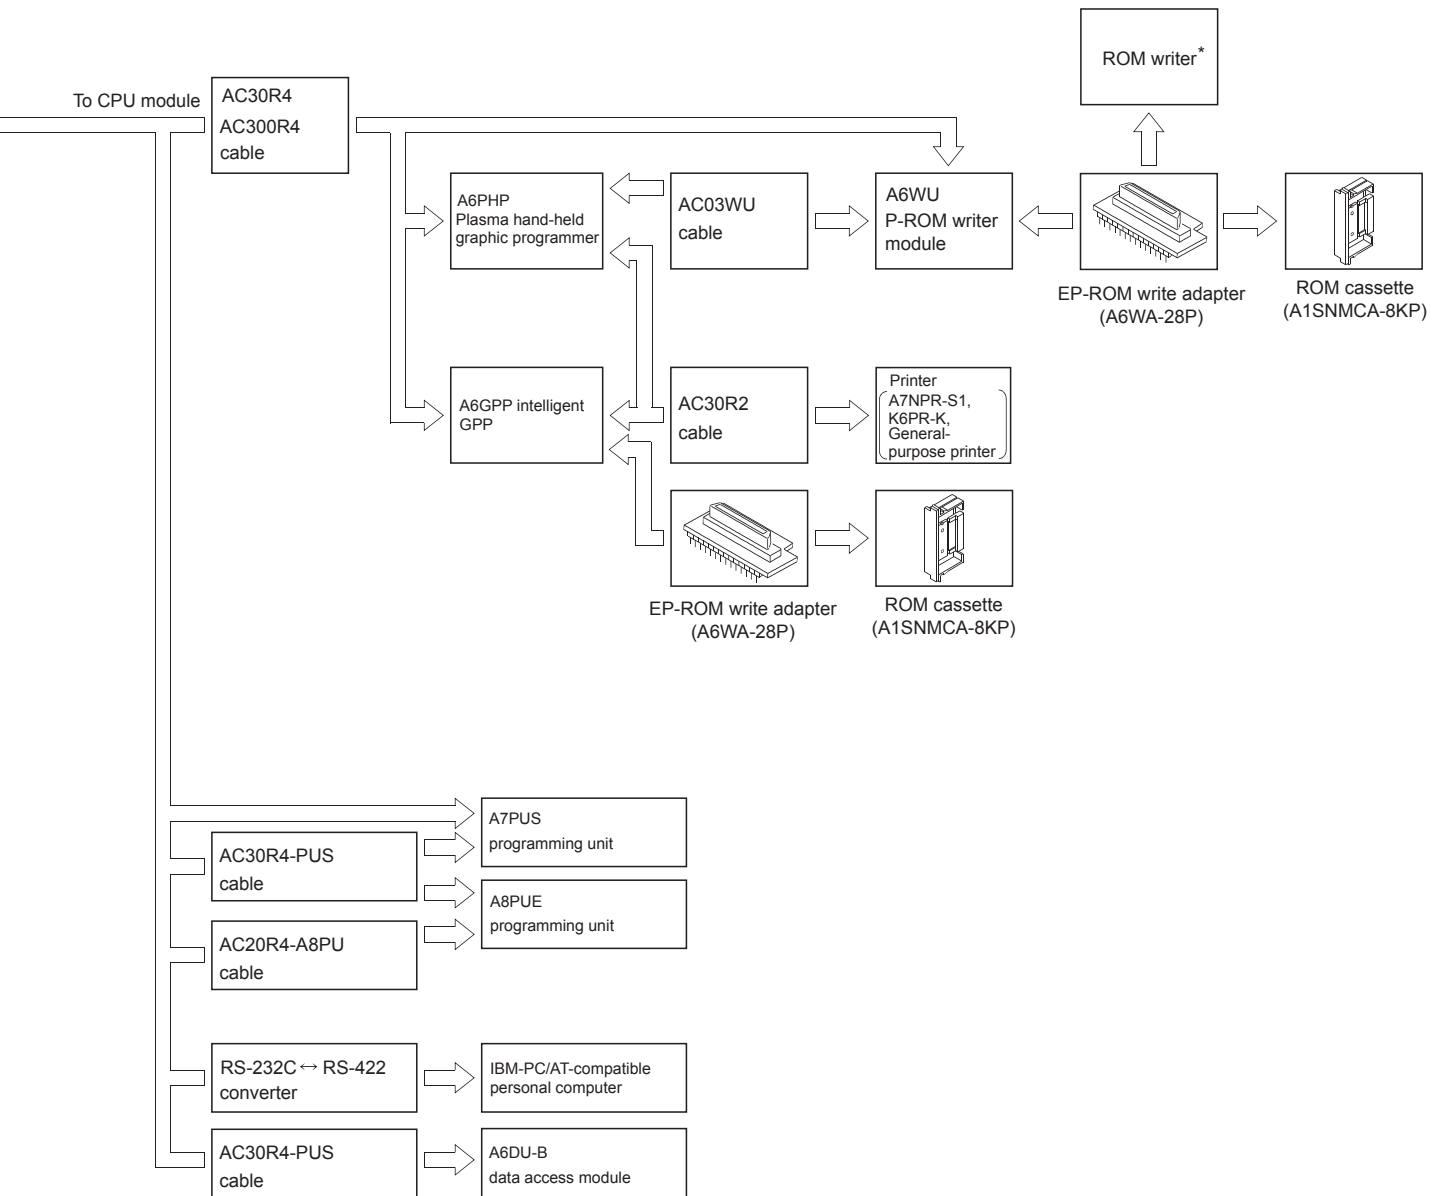 ROM writer*
To CPU module
AC30R4
AC300R4
cable
A6PHP
Plasma hand-held
graphic programmer
AC03WU
cable
A6WU
P-ROM writer
module
EP-ROM write adapter
(A6WA-28P)
ROM cassette
(A1SNMCA-8KP)
A6GPP intelligent
GPP
AC30R2
cable
Printer
A7NPR-S1,
K6PR-K,
General-
purpose printer
EP-ROM write adapter
(A6WA-28P)
ROM cassette
(A1SNMCA-8KP)
A7PUS
programming unit
AC30R4-PUS
cable
A8PUE
programming unit
AC20R4-A8PU
cable
RS-232C ↔ RS-422
converter
IBM-PC/AT-compatible
personal computer
AC30R4-PUS
cable
A6DU-B
data access module